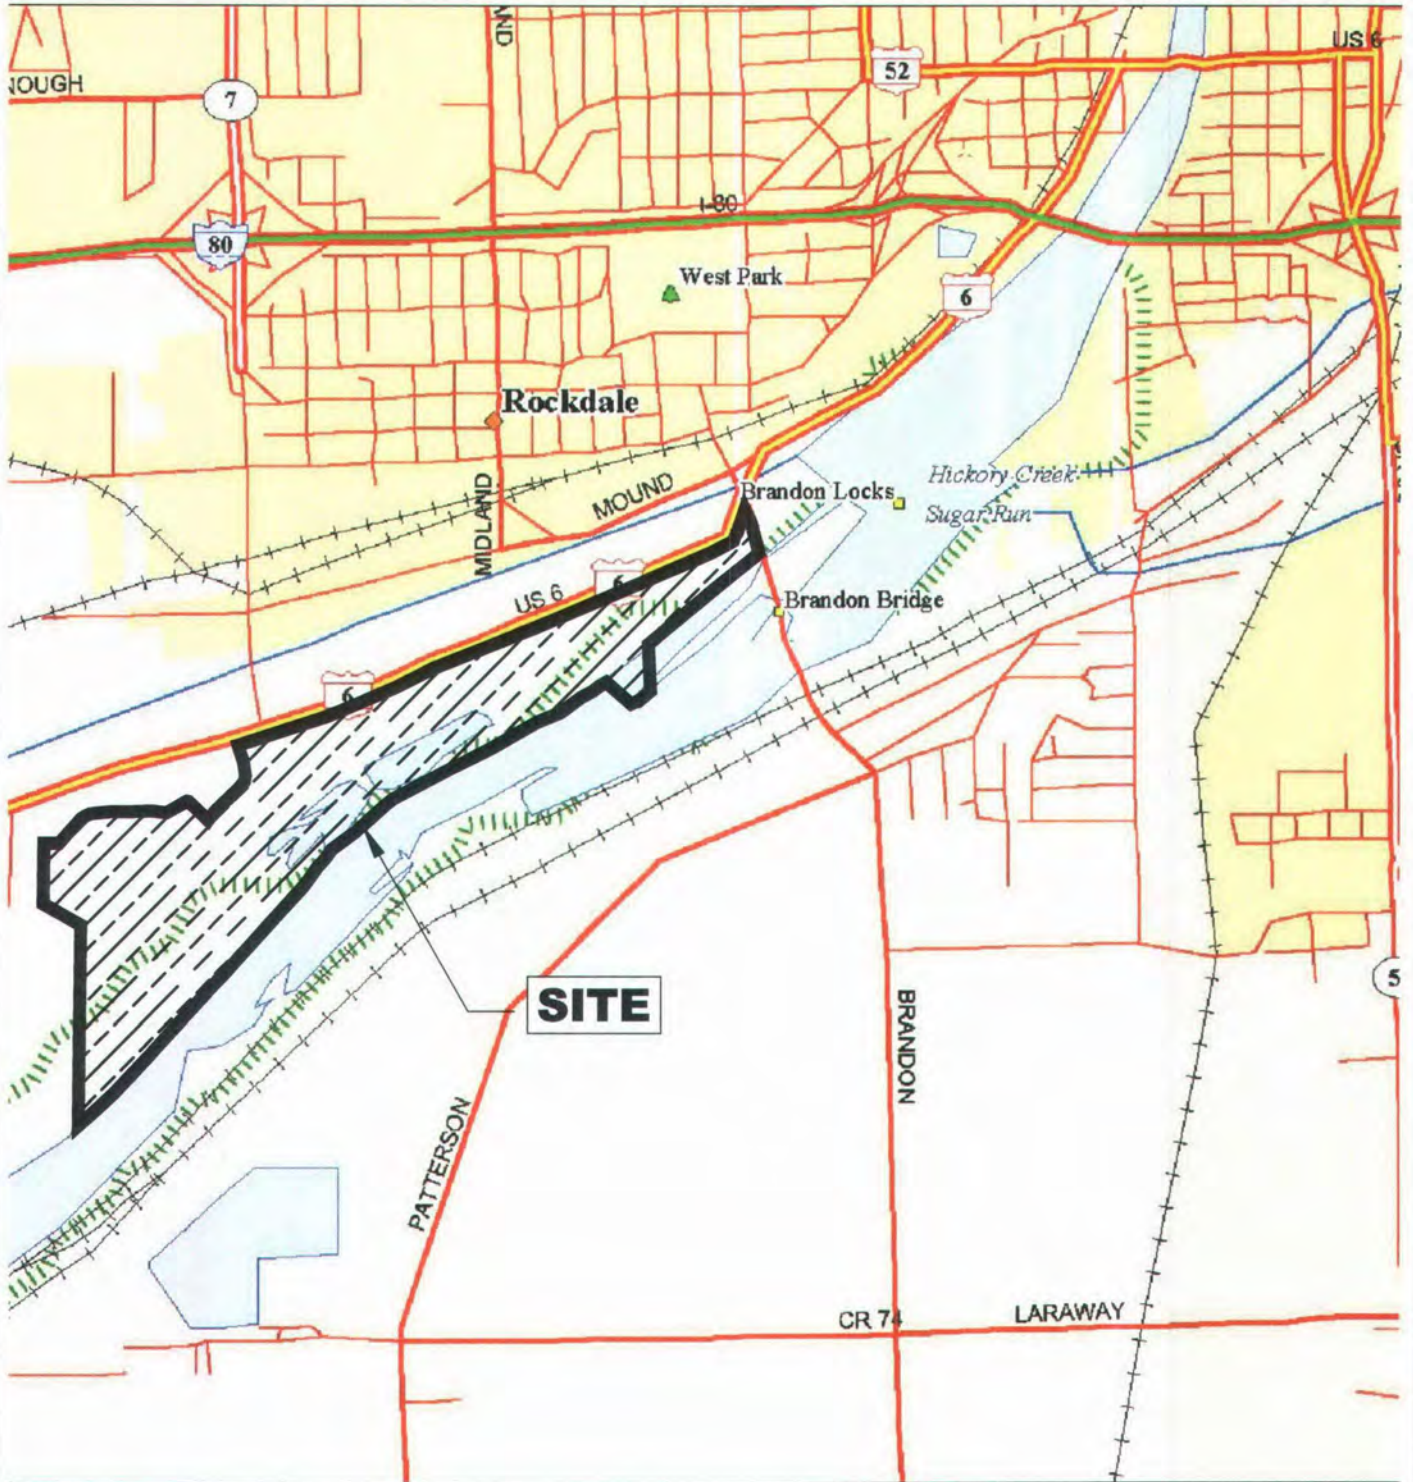 US 6
52
NOUGH
7
I-80
80
West Park
6
Rockdale
Hickory Creek
Brandon Locks
Sugar Run
MIDLAND
MOUND
6
US 6
Brandon Bridge
6
5
SITE
BRANDON
PATTERSON
CR 74
LARAWAY